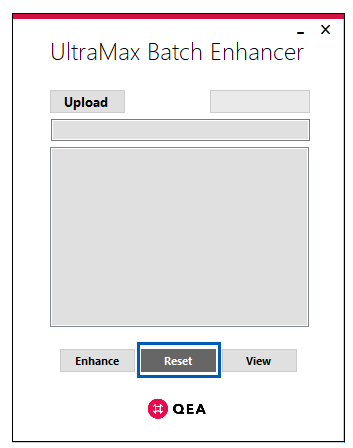 UltraMax Batch Enhancer
Upload
Enhance Reset View
QEA